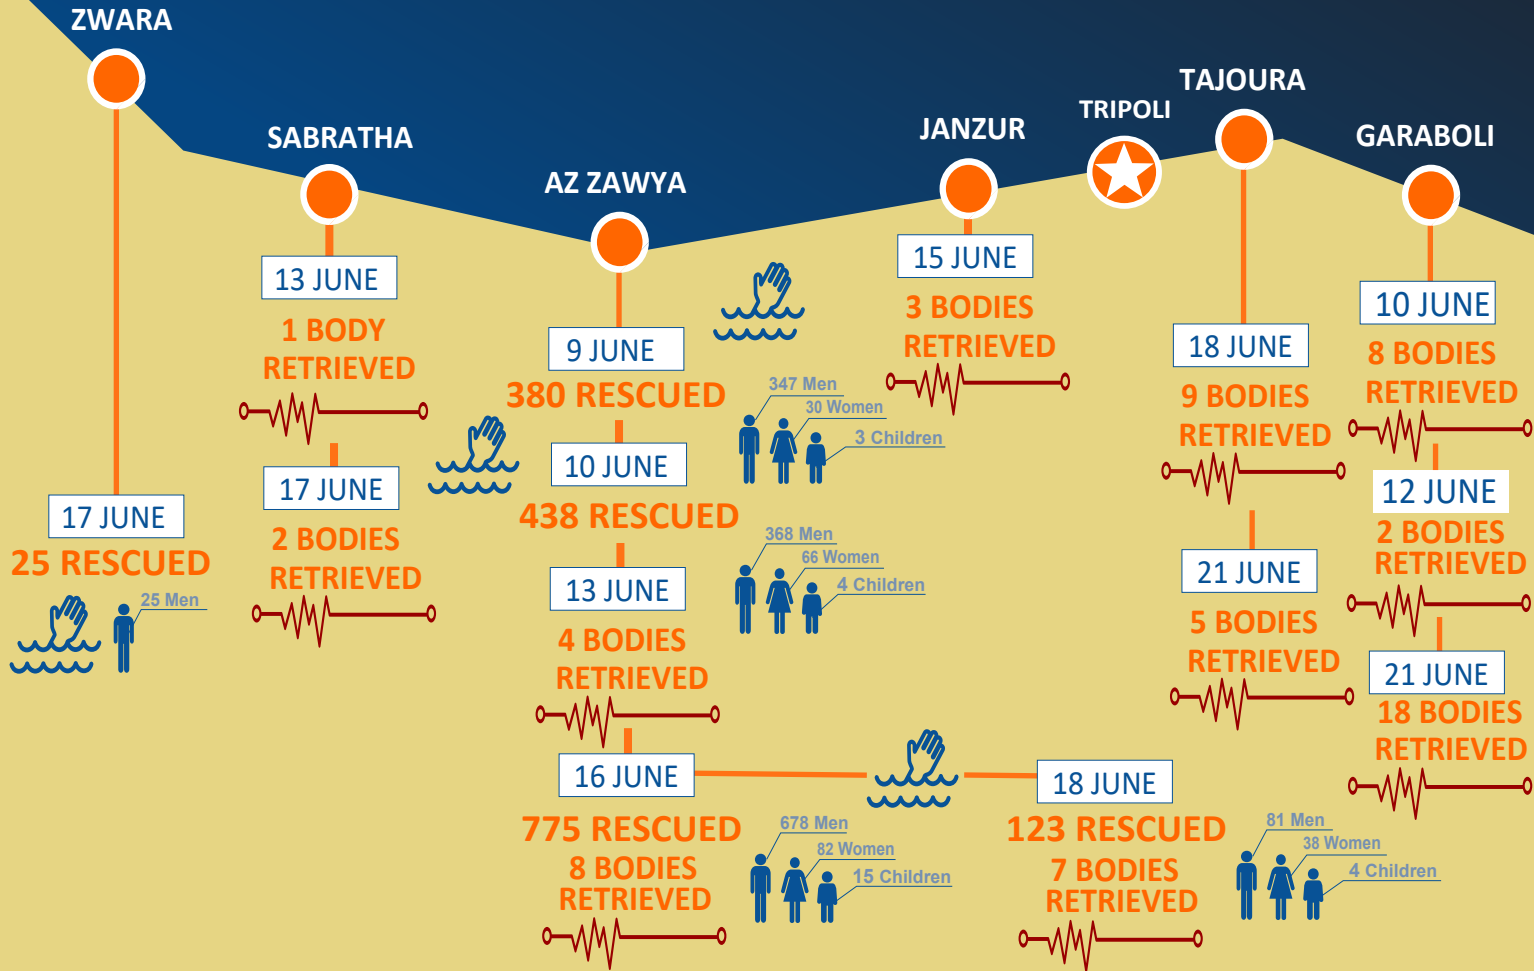 ZWARA
17 JUNE
25 RESCUED
25 Men
SABRATHA
13 JUNE
1 BODY
RETRIEVED
17 JUNE
2 BODIES
RETRIEVED
AZ ZAWYA
9 JUNE
380 RESCUED
347 Men
30 Women
3 Children
10 JUNE
438 RESCUED
368 Men
66 Women
4 Children
13 JUNE
4 BODIES
RETRIEVED
16 JUNE
775 RESCUED
8 BODIES
RETRIEVED
678 Men
82 Women
15 Children
18 JUNE
123 RESCUED
7 BODIES
RETRIEVED
81 Men
38 Women
4 Children
JANZUR
15 JUNE
3 BODIES
RETRIEVED
TRIPOLI
TAJOURA
18 JUNE
9 BODIES
RETRIEVED
21 JUNE
5 BODIES
RETRIEVED
GARABOLI
10 JUNE
8 BODIES
RETRIEVED
12 JUNE
2 BODIES
RETRIEVED
21 JUNE
18 BODIES
RETRIEVED